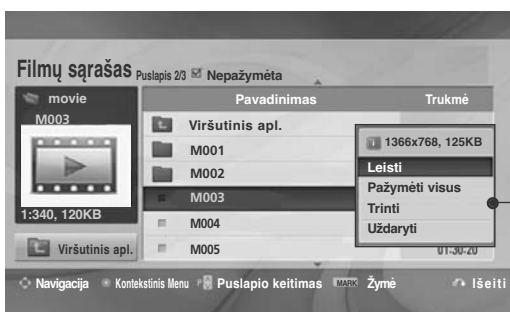 Filmų sąrašas Puslapis 2/3 Nepažymėta
movie
M003
1:340, 120KB
Viršutinis apl.
Pavadinimas Trukmė
Viršutinis apl.
M001
M002
M003
M004
M005 01:30:20
1366x768, 125KB
Leisti
Pažymėti visus
Trinti
Uždaryti
Navigacija Kontekstinis Menu P Puslapio keitimas MARK Žymė Išeiti